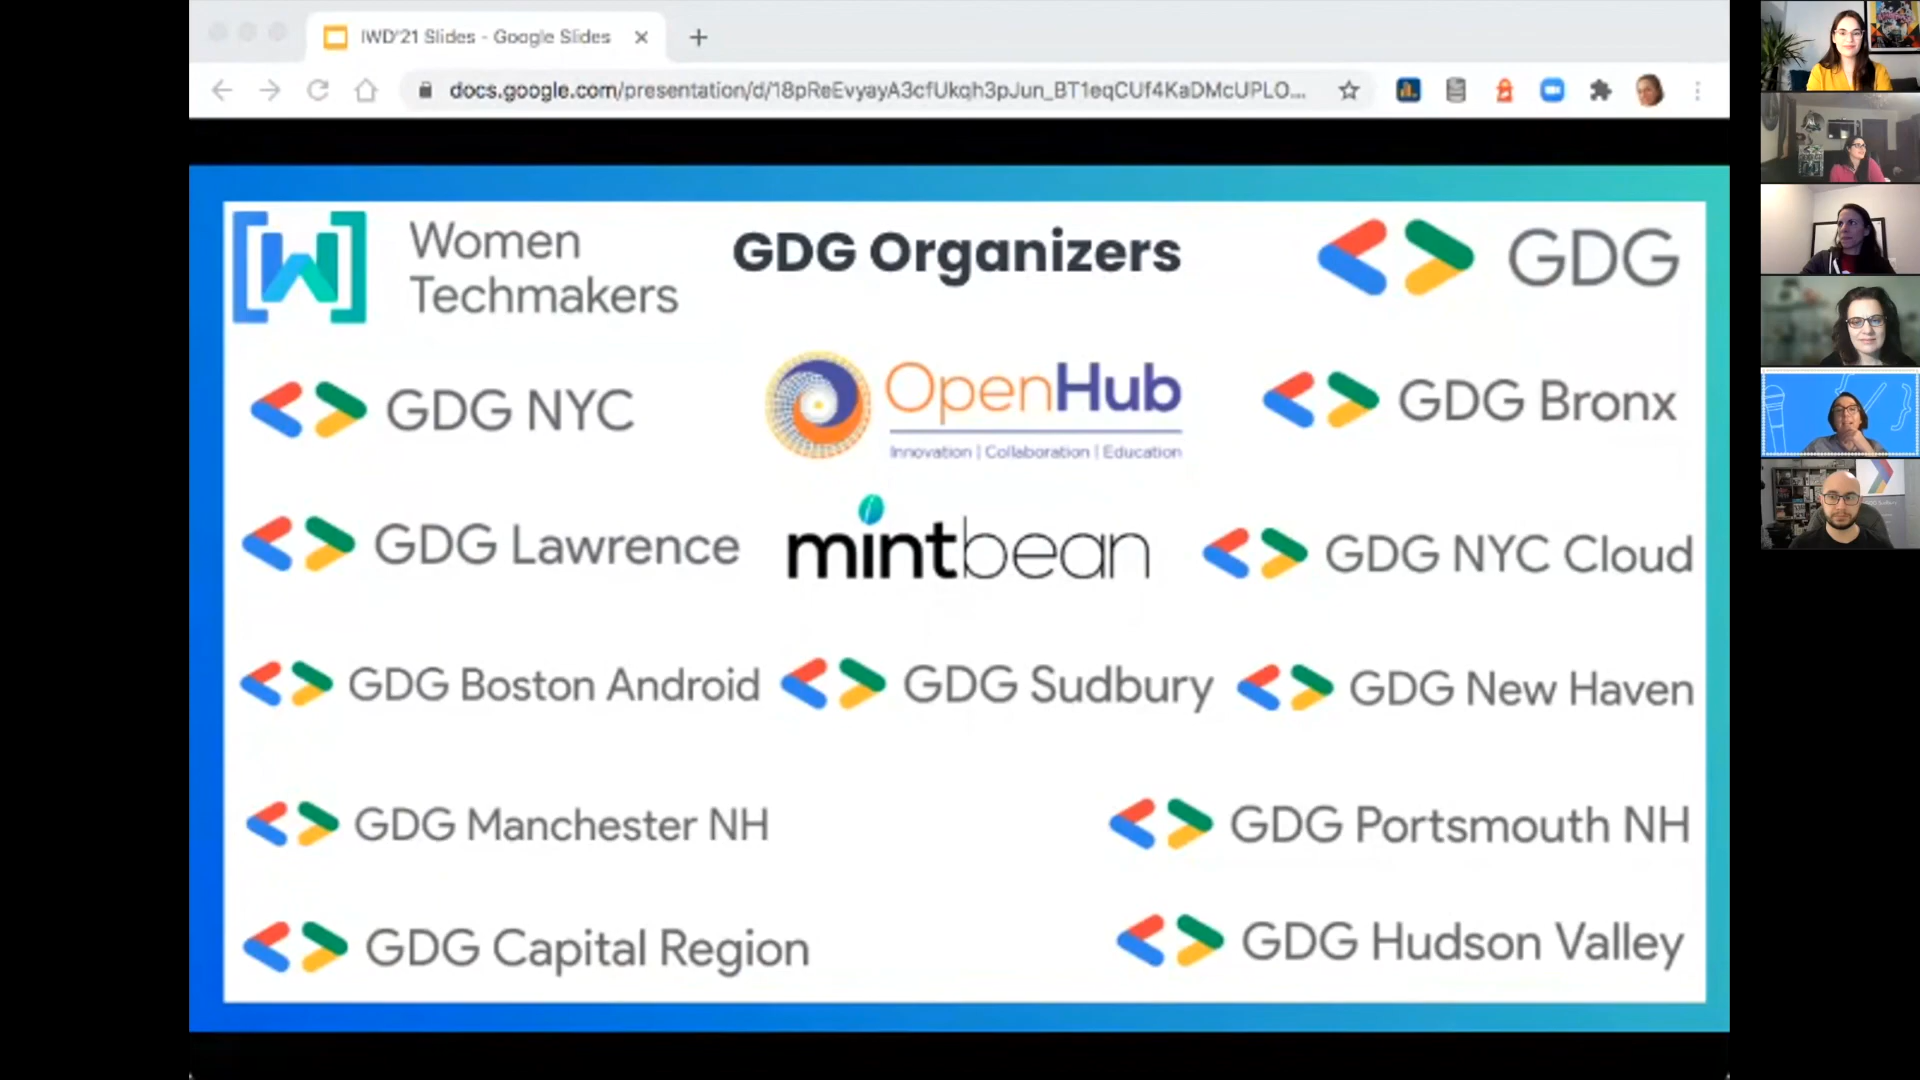 IWD'21 Slides - Google Slides
docs.google.com/presentation/d/18pReEvyayA3cfUkqh3pJun_BT1eqCUf4KaDMcUPLO...
Women
Techmakers
GDG Organizers
GDG
GDG NYC
OpenHub
Innovation | Collaboration | Education
GDG Bronx
GDG Lawrence
mintbean
GDG NYC Cloud
GDG Boston Android
GDG Sudbury
GDG New Haven
GDG Manchester NH
GDG Portsmouth NH
GDG Capital Region
GDG Hudson Valley